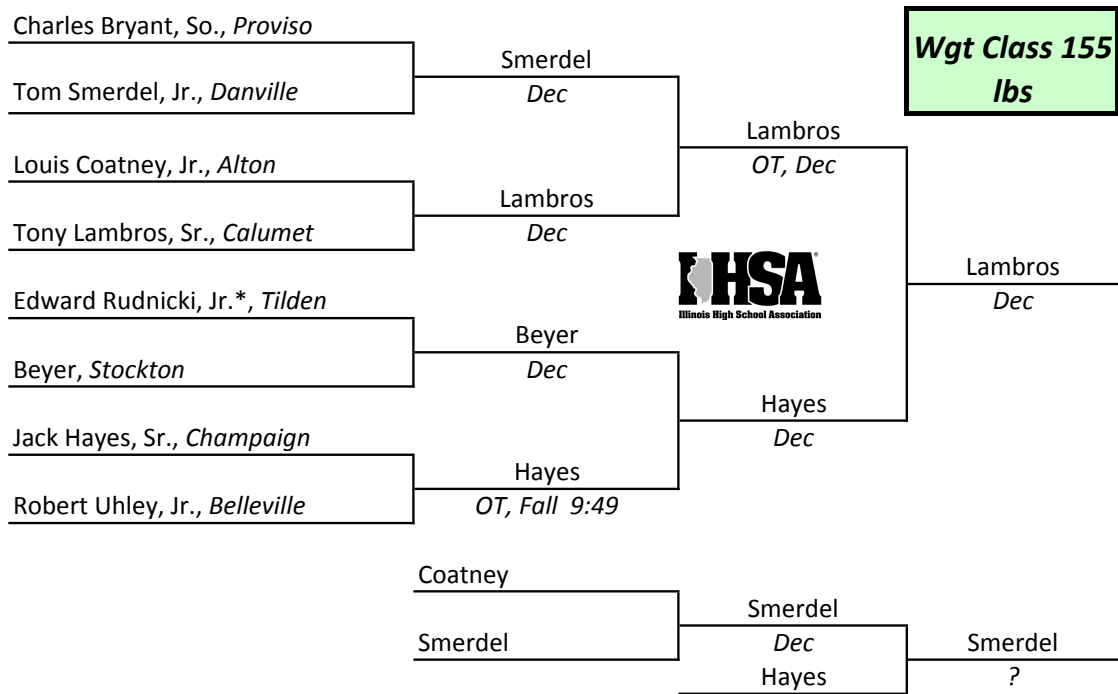 Charles Bryant, So., Proviso
Wgt Class 155
lbs
Smerdel
Tom Smerdel, Jr., Danville
Dec
Lambros
Louis Coatney, Jr., Alton
OT, Dec
Lambros
Tony Lambros, Sr., Calumet
Dec
IHSA®
Illinois High School Association
Lambros
Edward Rudnicki, Jr.*, Tilden
Dec
Beyer
Beyer, Stockton
Dec
Hayes
Jack Hayes, Sr., Champaign
Dec
Hayes
Robert Uhley, Jr., Belleville
OT, Fall 9:49
Coatney
Smerdel
Smerdel
Dec
Smerdel
Hayes
?